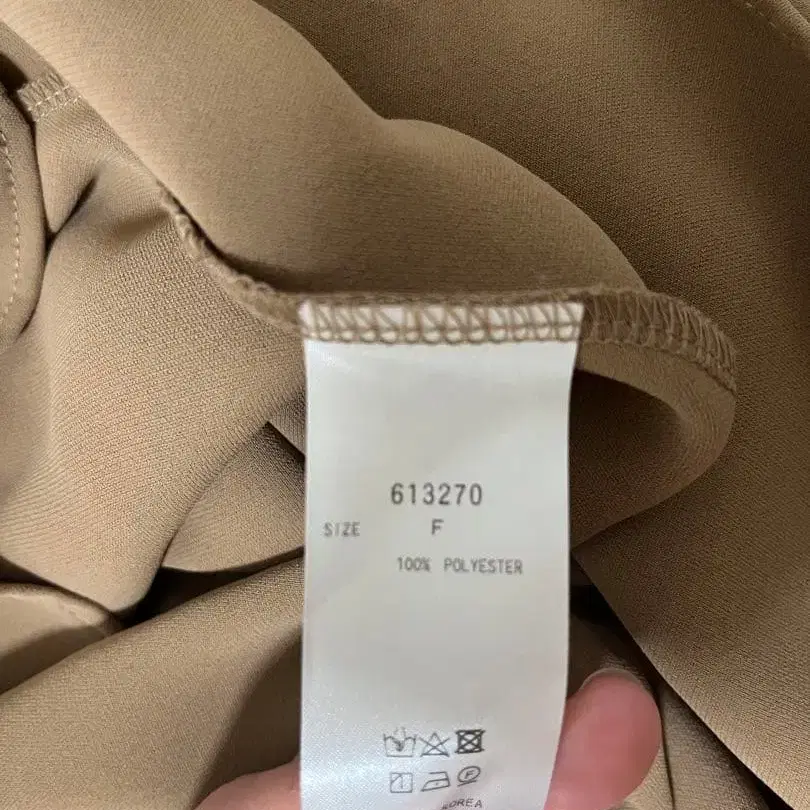 613270
SIZE F
100% POLYESTER
KOREA